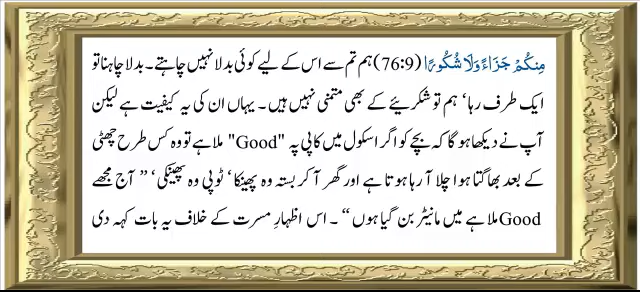 مِنكُمْ جَزَاءً وَلَا شُكُورًا (76:9) ہم تم سے اس کے لیے کوئی بدلا نہیں چاہتے۔ بدلا چاہنا تو
ایک طرف رہا‘ ہم تو شکریئے کے بھی متمنی نہیں ہیں۔ یہاں ان کی یہ کیفیت ہے لیکن
آپ نے دیکھا ہو گا کہ بچے کو اگر اسکول میں کاپی پہ "Good" ملا ہے تو وہ کس طرح چھٹی
کے بعد بھاگتا ہوا چلا آ رہا ہوتا ہے اور گھر آ کر بستہ وہ پھینکا‘ ٹوپی وہ پھینکی‘ ”آج مجھے
Good ملا ہے میں مانیٹر بن گیا ہوں“۔ اس اظہارِ مسرت کے خلاف یہ بات کہہ دی